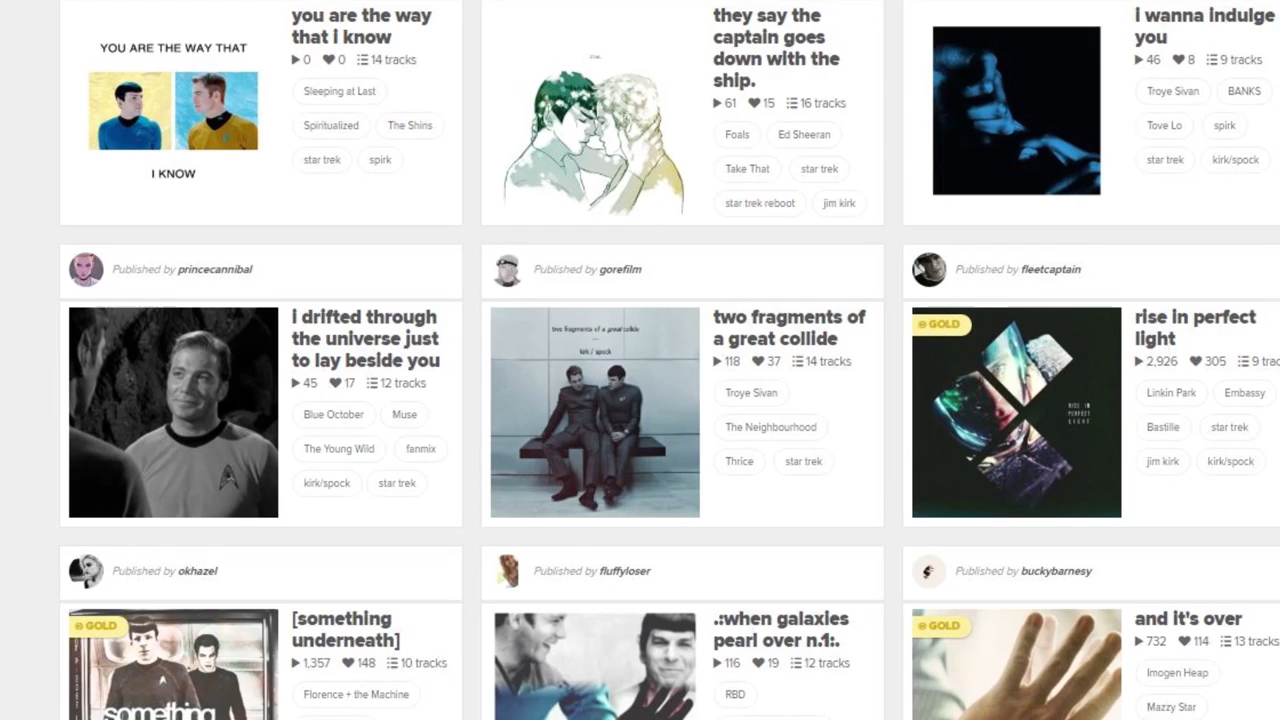 you are the way
that i know
0 0 14 tracks
Sleeping at Last
Spiritualized The Shins
star trek spirk
YOU ARE THE WAY THAT
I KNOW
they say the
captain goes
down with the
ship.
61 15 16 tracks
Foals Ed Sheeran
Take That star trek
star trek reboot jim kirk
i wanna indulge
you
46 8 9 tracks
Troye Sivan BANKS
Tove Lo spirk
star trek kirk/spock
Published by princecannibal
i drifted through
the universe just
to lay beside you
45 17 12 tracks
Blue October Muse
The Young Wild fanmix
kirk/spock star trek
Published by gorefilm
two fragments of a great collide
kirk / spock
two fragments of
a great collide
118 37 14 tracks
Troye Sivan
The Neighbourhood
Thrice star trek
Published by fleetcaptain
GOLD
RISE IN
PERFECT
LIGHT
rise in perfect
light
2,926 305 9 trac
Linkin Park Embassy
Bastille star trek
jim kirk kirk/spock
Published by okhazel
GOLD
something
[something
underneath]
1,357 148 10 tracks
Florence + the Machine
Published by fluffyloser
.:when galaxies
pearl over n.1:.
116 19 12 tracks
RBD
Published by buckybarnesy
GOLD
and it's over
732 114 13 tracks
Imogen Heap
Mazzy Star